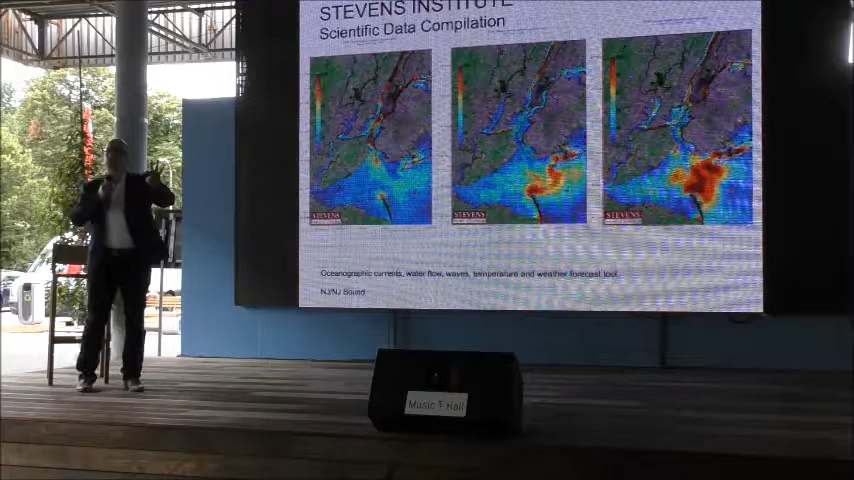 STEVENS INSTITUTE
Scientific Data Compilation
STEVENS
STEVENS
STEVENS
Oceanographic currents, water flow, waves, temperature and weather forecast tool.
NJ/NJ Sound
Music Hall